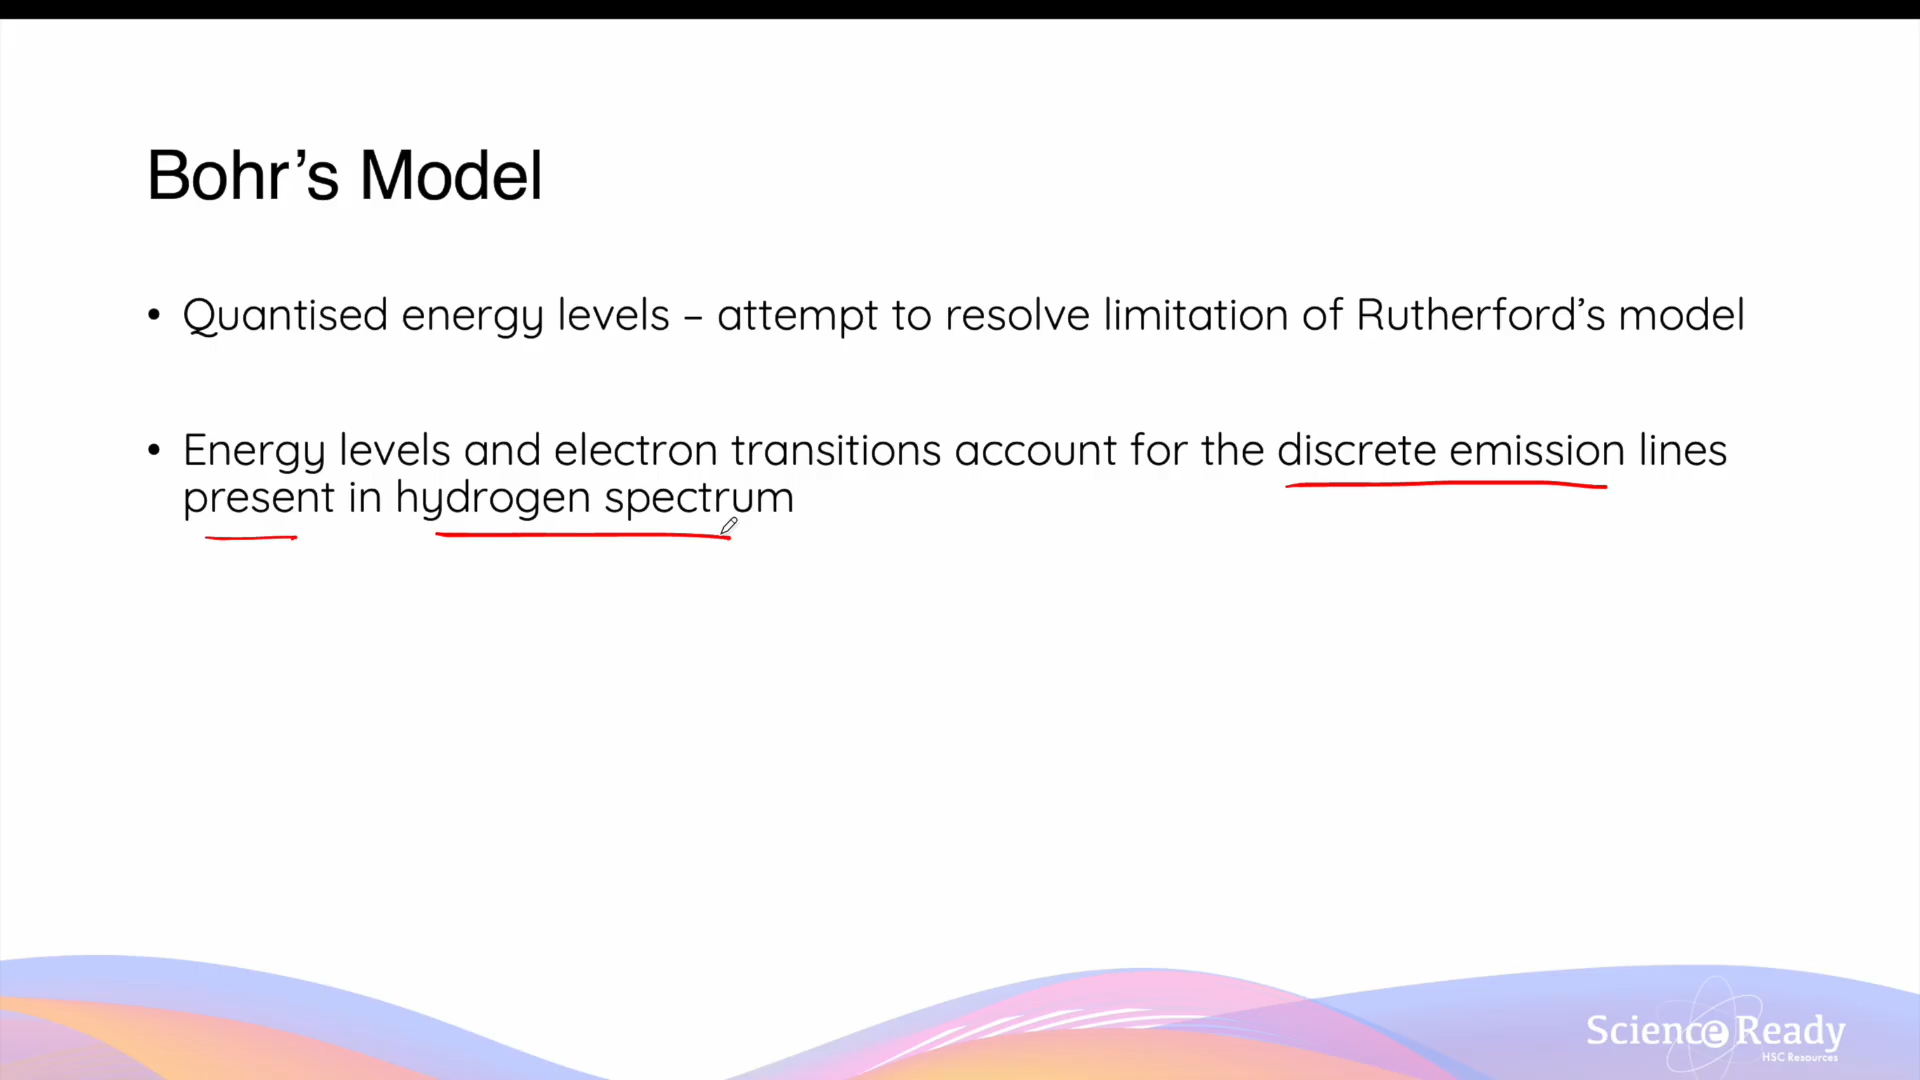 Bohr’s Model
• Quantised energy levels – attempt to resolve limitation of Rutherford’s model
• Energy levels and electron transitions account for the discrete emission lines
present in hydrogen spectrum
Science Ready
HSC Resources